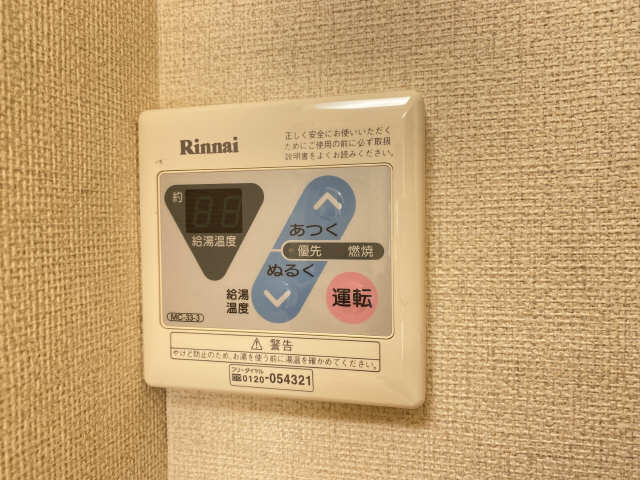 Rinnai
正しく安全にお使いいただく
ためにご使用の前に必ず取扱
説明書をよくお読みください。
約
給湯温度
あつく
優先 燃焼
ぬるく
給湯
温度
運転
MC-33-3
⚠ 警告
やけど防止のため、お湯を使う前に湯温を確かめてください。
フリーダイヤル
0120-054321